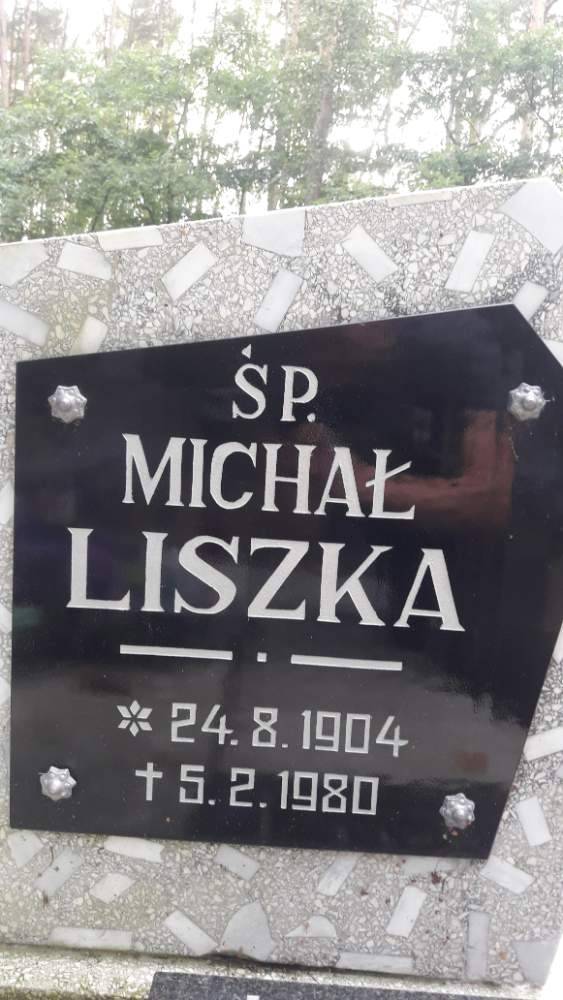 ŚP.
MICHAŁ
LISZKA
* 24.8.1904
† 5.2.1980